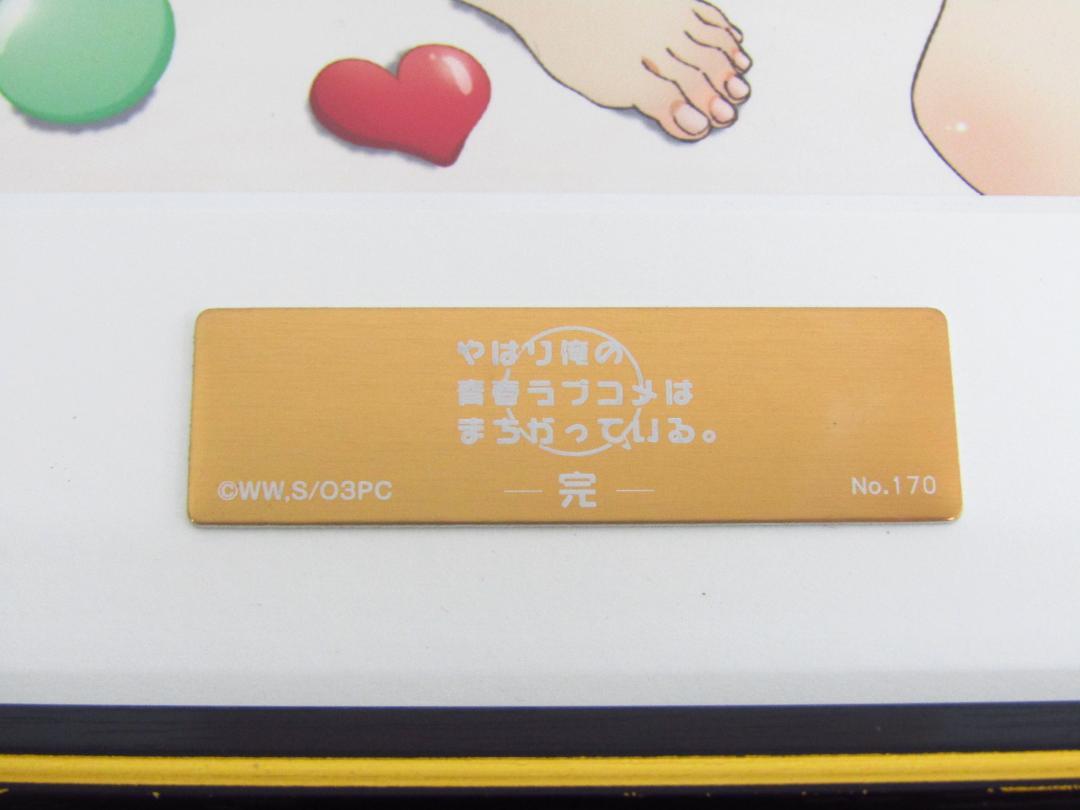 やはり俺の
青春ラブコメは
まちがっている。
完
©WW,S/O3PC
No.170